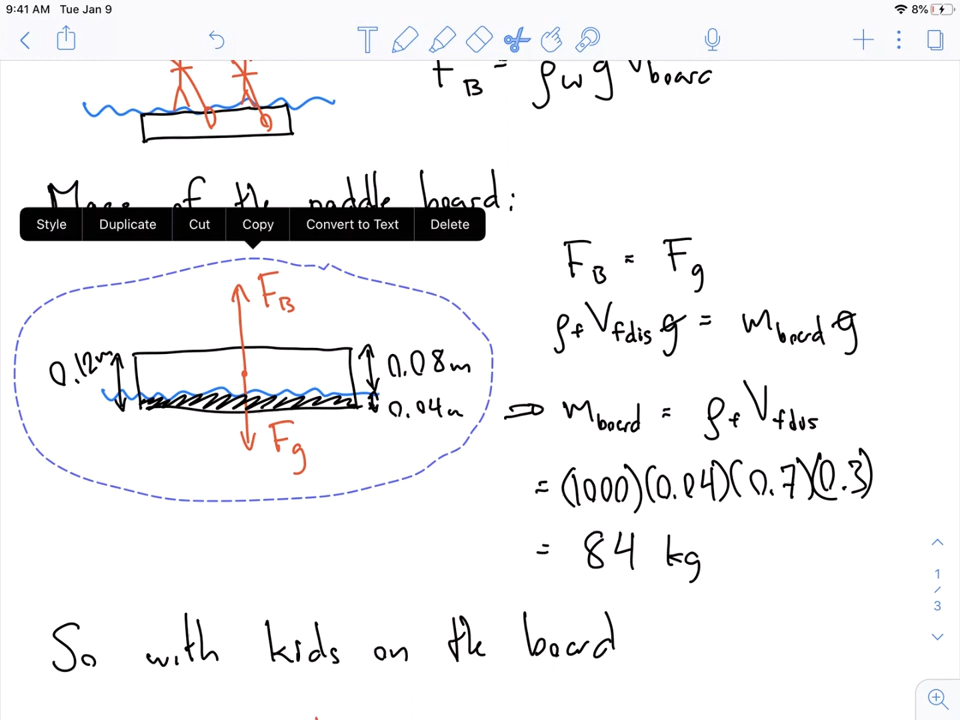 9:41 AM Tue Jan 9
8%
T
F_B = ρ_w g V_board
Mass of the paddle board:
Style Duplicate Cut Copy Convert to Text Delete
F_B = F_g
F_B
ρ_f V_fdis g = m_board g
0.12m
0.08m
0.04m
⇒ m_board = ρ_f V_fdis
F_g
= (1000)(0.04)(0.7)(0.3)
= 84 kg
1
/
3
So with kids on the board